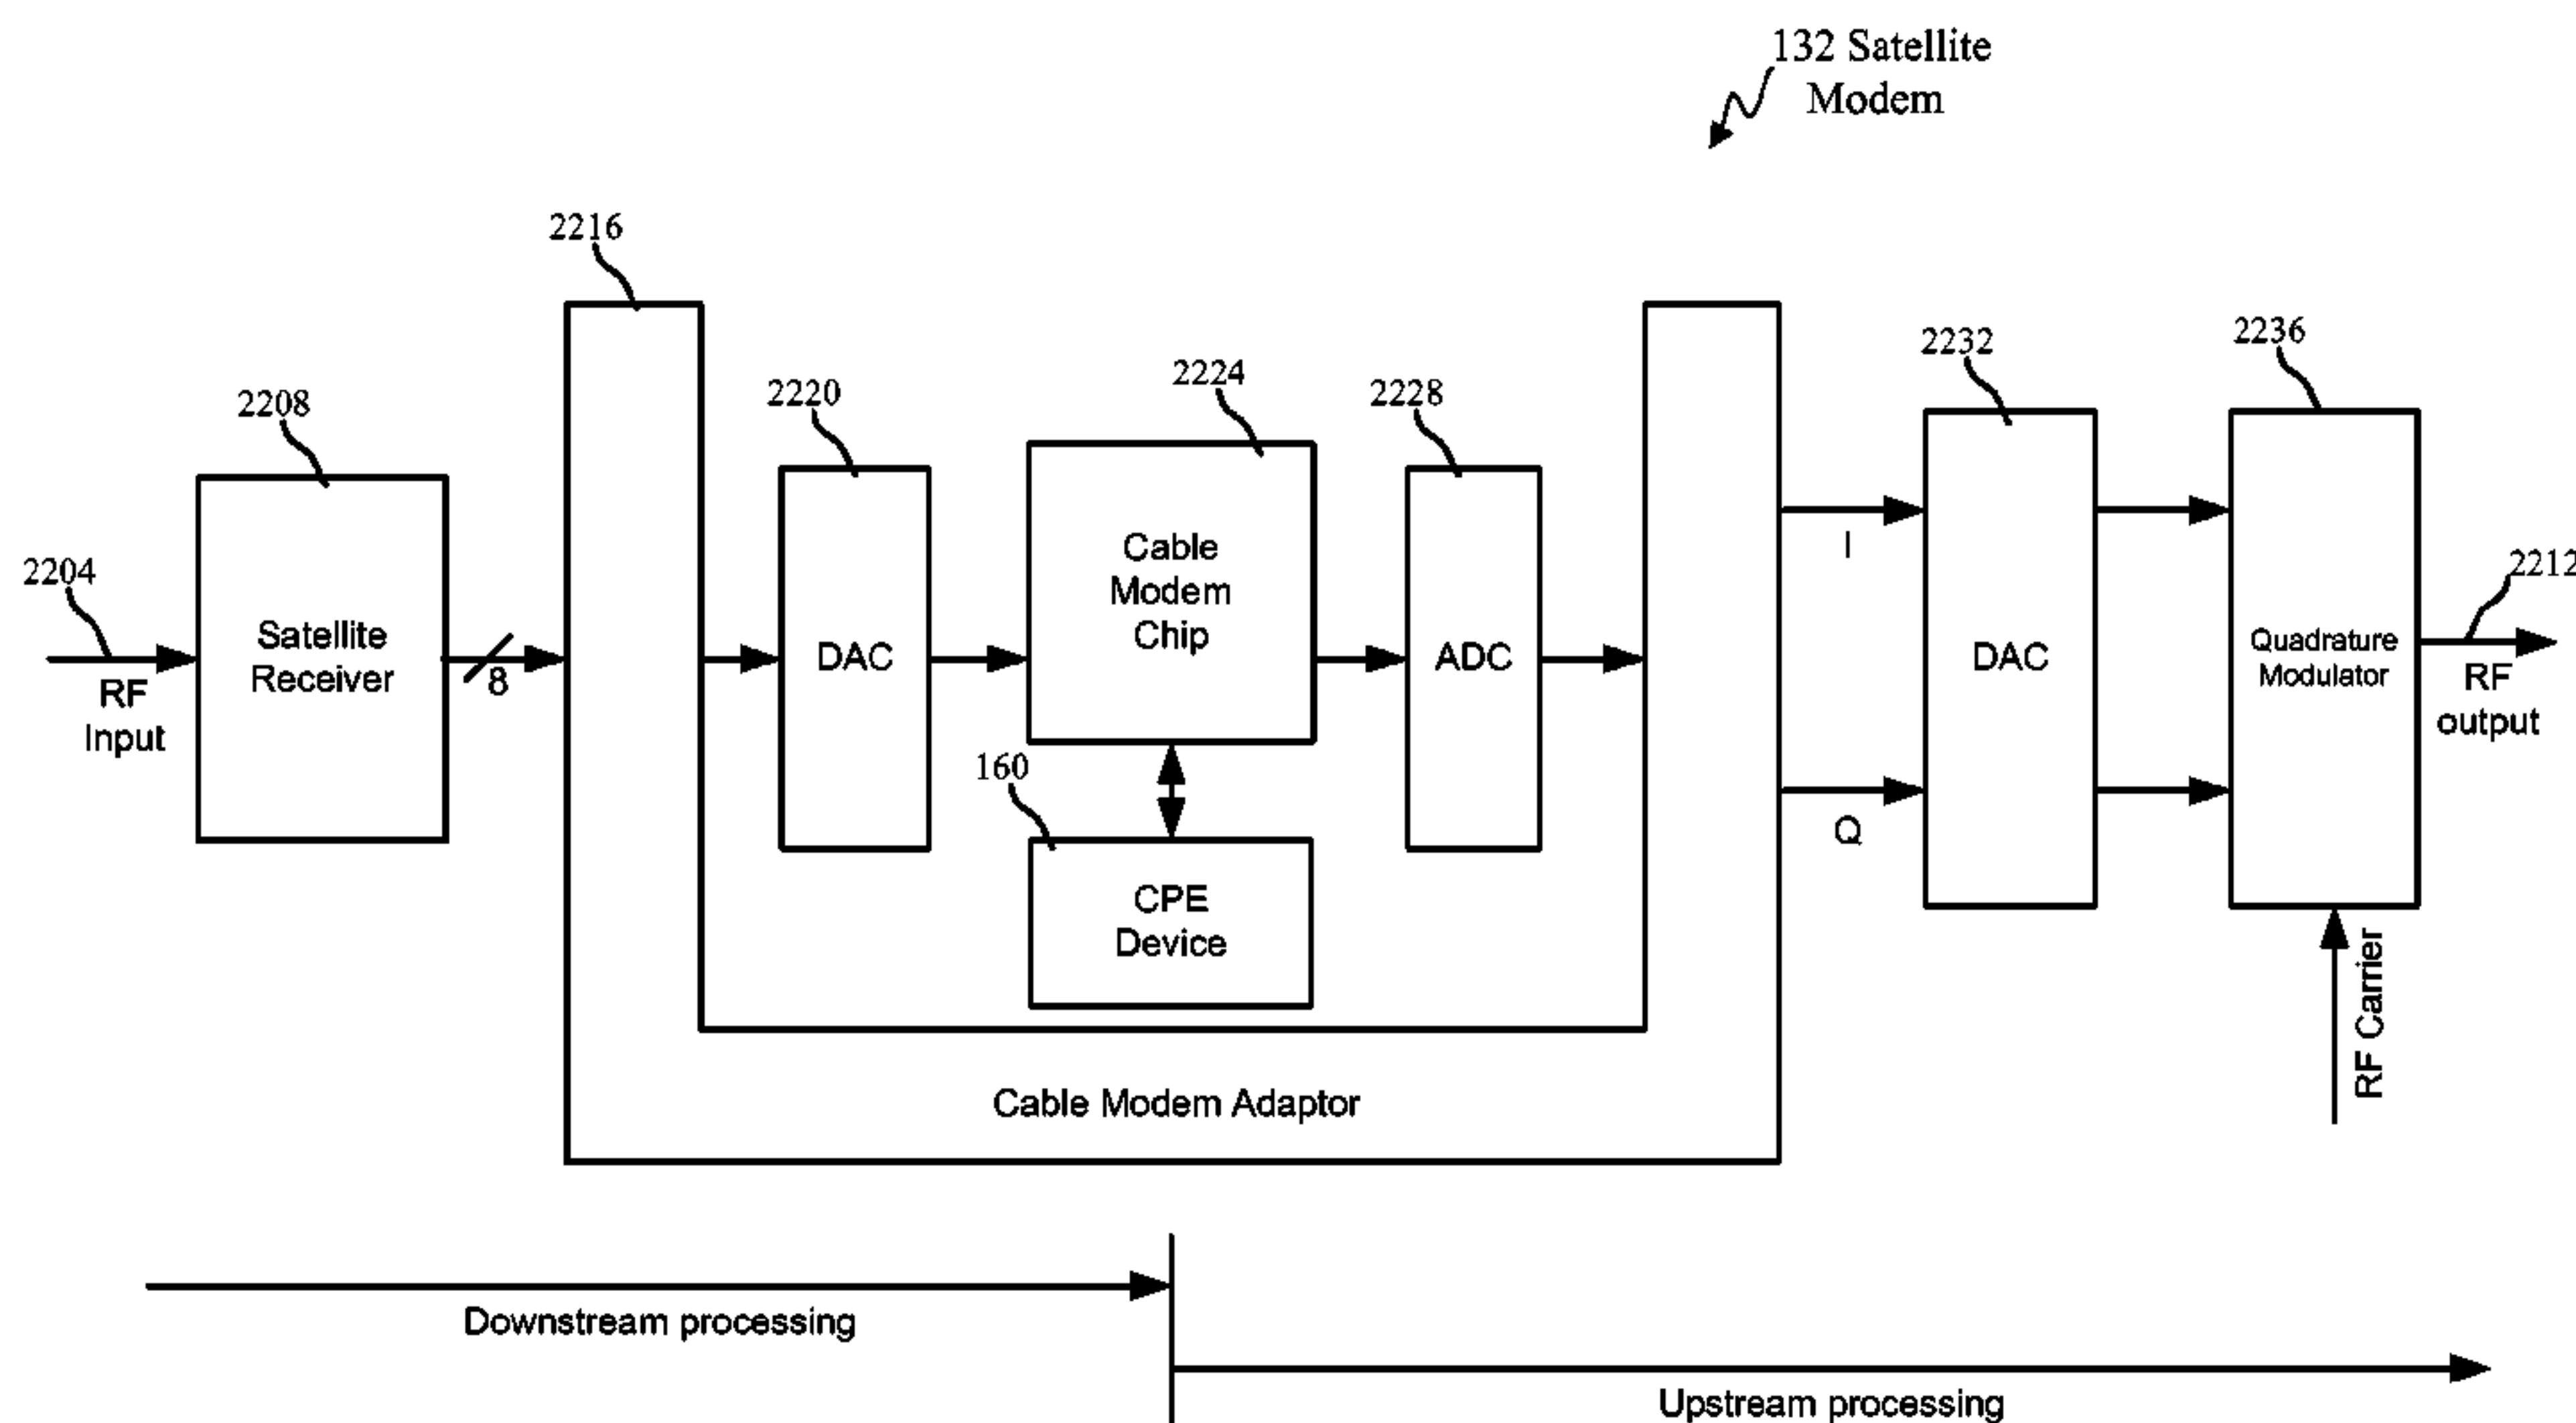 132 Satellite
Modem
2216
2236
2232
2224
2220
2228
2208
2204
2212
RF
Input
Satellite
Receiver
8
DAC
Cable
Modem
Chip
ADC
160
CPE
Device
I
Q
DAC
Quadrature
Modulator
RF
output
RF Carrier
Cable Modem Adaptor
Downstream processing
Upstream processing